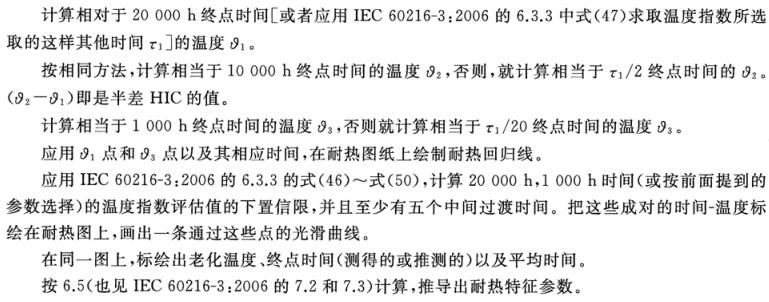 计算相对于 20 000 h 终点时间[或者应用 IEC 60216-3:2006 的 6.3.3 中式(47)求取温度指数所选
取的这样其他时间 τ₁]的温度 ϑ₁。
按相同方法,计算相当于 10 000 h 终点时间的温度 ϑ₂,否则,就计算相当于 τ₁/2 终点时间的 ϑ₂。
(ϑ₂－ϑ₁)即是半差 HIC 的值。
计算相当于 1 000 h 终点时间的温度 ϑ₃,否则就计算相当于 τ₁/20 终点时间的温度 ϑ₃。
应用 ϑ₁ 点和 ϑ₃ 点以及其相应时间,在耐热图纸上绘制耐热回归线。
应用 IEC 60216-3:2006 的 6.3.3 的式(46)～式(50),计算 20 000 h,1 000 h 时间(或按前面提到的
参数选择)的温度指数评估值的下置信限,并且至少有五个中间过渡时间。把这些成对的时间-温度标
绘在耐热图上,画出一条通过这些点的光滑曲线。
在同一图上,标绘出老化温度、终点时间(测得的或推测的)以及平均时间。
按 6.5(也见 IEC 60216-3:2006 的 7.2 和 7.3)计算,推导出耐热特征参数。